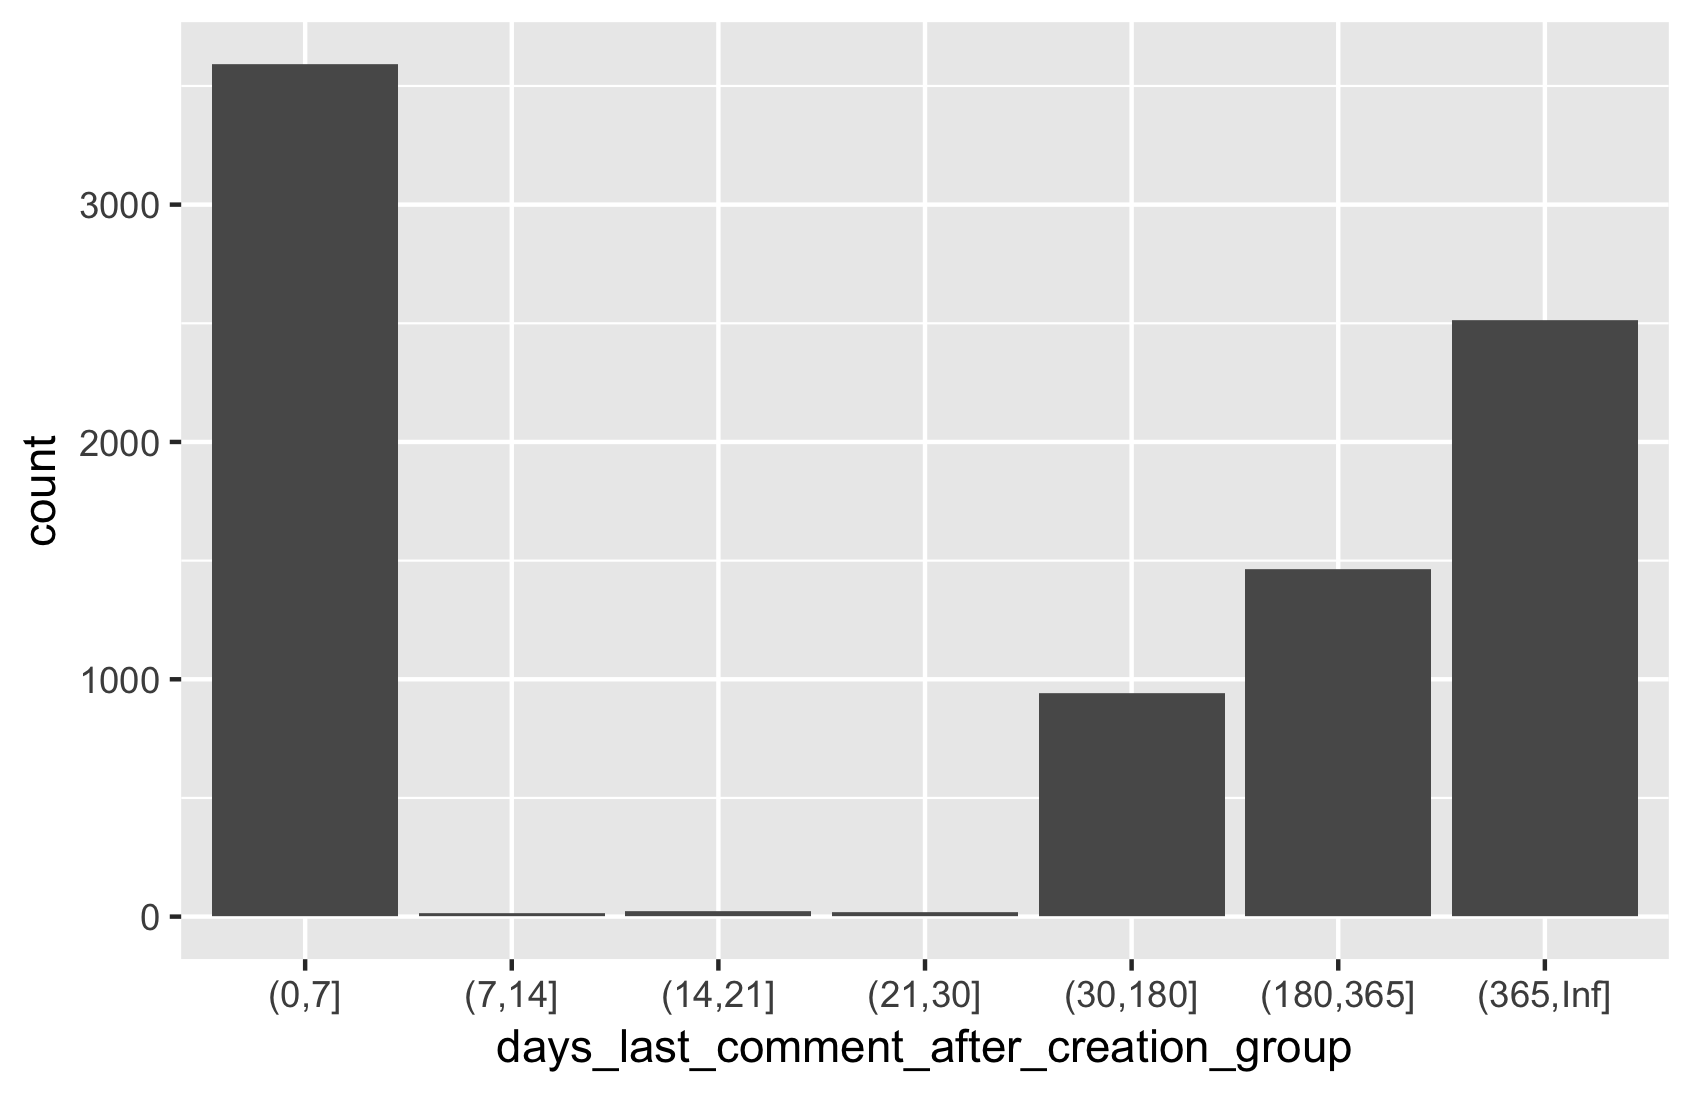 count
3000
2000
1000
0
(0,7] (7,14] (14,21] (21,30] (30,180] (180,365] (365,Inf]
days_last_comment_after_creation_group